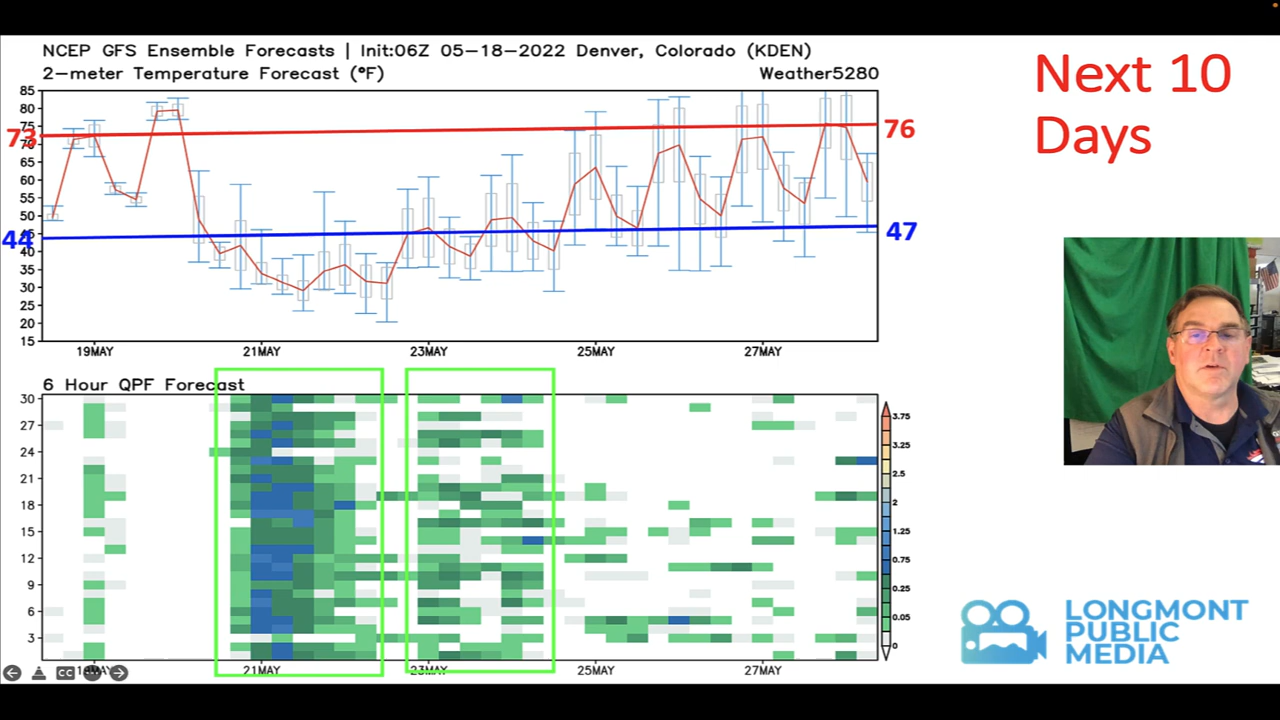 NCEP GFS Ensemble Forecasts | Init:06Z 05-18-2022 Denver, Colorado (KDEN)
2-meter Temperature Forecast (°F)
Weather5280
Next 10
Days
85
80
75
70
65
60
55
50
45
40
35
30
25
20
15
73
76
44
47
19MAY
21MAY
23MAY
25MAY
27MAY
6 Hour QPF Forecast
30
27
24
21
18
15
12
9
6
3
3.75
3.25
2.5
2
1.25
0.75
0.25
0.05
0
CC
19MAY
21MAY
23MAY
25MAY
27MAY
LONGMONT
PUBLIC
MEDIA